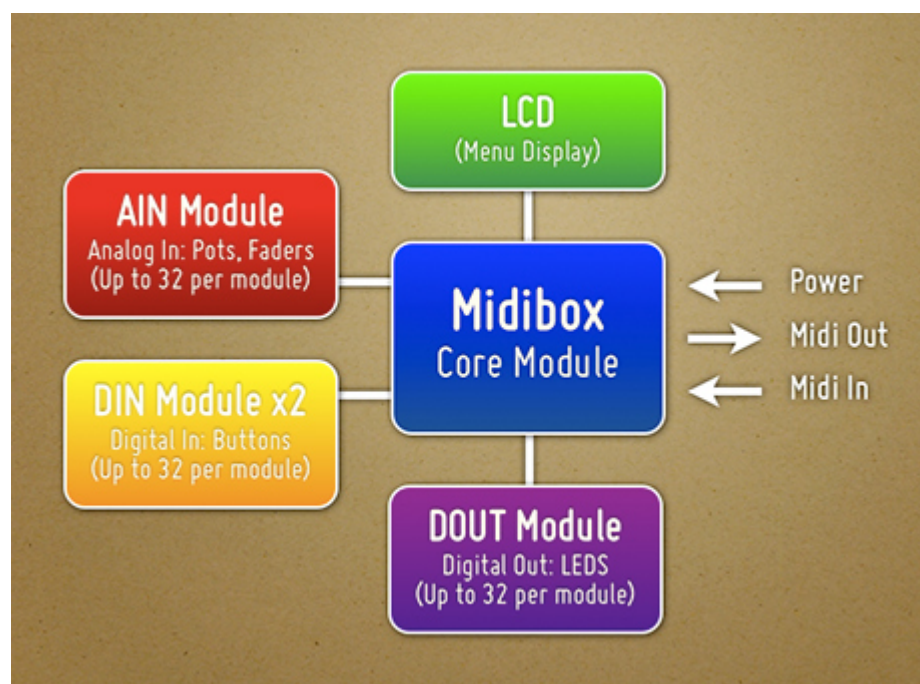 LCD
(Menu Display)
AIN Module
Analog In: Pots, Faders
(Up to 32 per module)
Midibox
Core Module
Power
Midi Out
Midi In
DIN Module x2
Digital In: Buttons
(Up to 32 per module)
DOUT Module
Digital Out: LEDS
(Up to 32 per module)